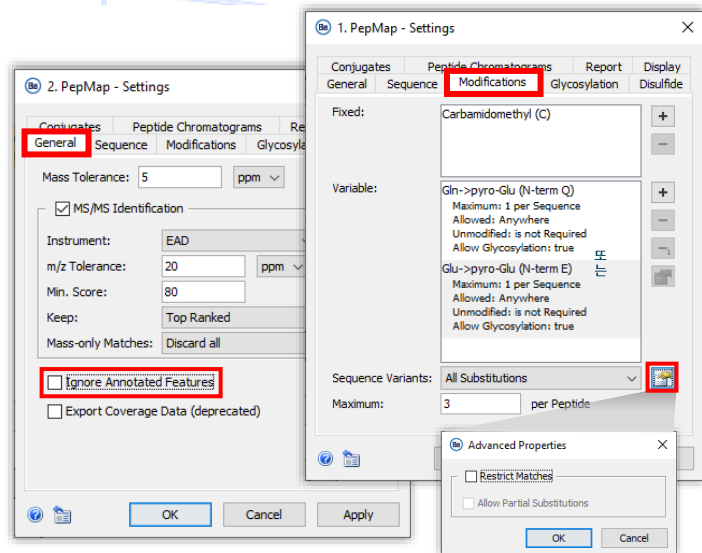 1. PepMap - Settings
Conjugates Peptide Chromatograms Report Display
General Sequence Modifications Glycosylation Disulfide
Fixed:
Carbamidomethyl (C)
Variable:
Gln->pyro-Glu (N-term Q)
Maximum: 1 per Sequence
Allowed: Anywhere
Unmodified: is not Required
Allow Glycosylation: true
또
는
Glu->pyro-Glu (N-term E)
Maximum: 1 per Sequence
Allowed: Anywhere
Unmodified: is not Required
Allow Glycosylation: true
Sequence Variants: All Substitutions
Maximum: 3 per Peptide
2. PepMap - Settings
Conjugates Pept Chromatograms Re
General Sequence Modifications Glycosyla
Mass Tolerance: 5 ppm
MS/MS Identification
Instrument: EAD
m/z Tolerance: 20 ppm
Min. Score: 80
Keep: Top Ranked
Mass-only Matches: Discard all
Ignore Annotated Features
Export Coverage Data (deprecated)
OK Cancel Apply
Advanced Properties
Restrict Matches
Allow Partial Substitutions
OK Cancel